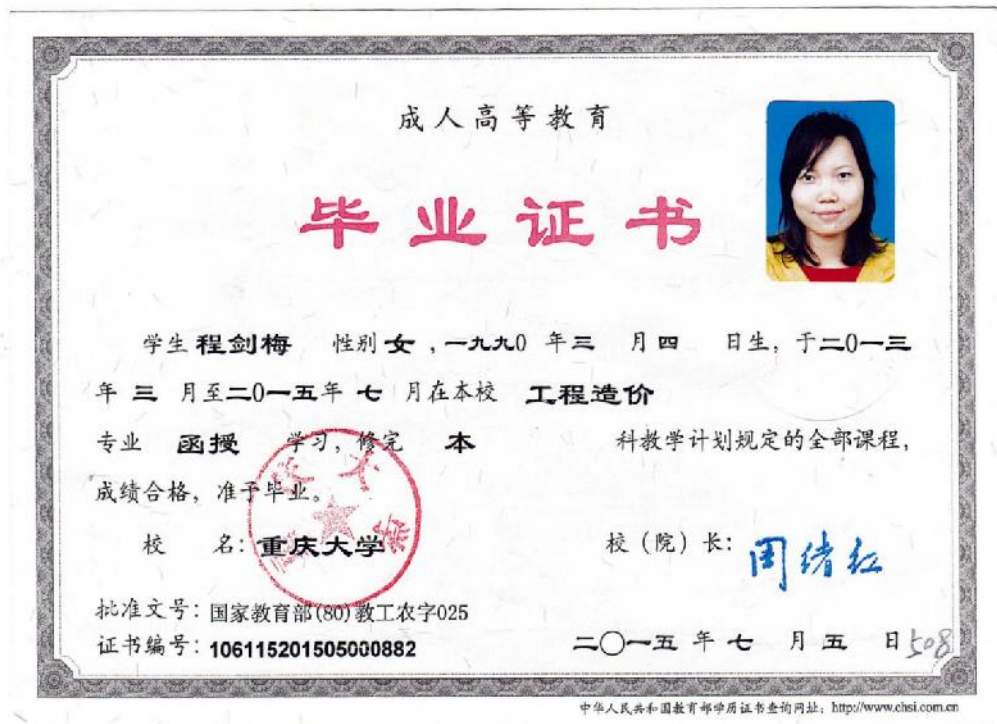 成人高等教育
毕业证书
学生 程剑梅 性别 女 ,一九九0 年 三 月 四 日生, 于二0一三
年 三 月至二0一五年 七 月在本校 工程造价
专业 函授 学习, 修完 本 科教学计划规定的全部课程,
成绩合格, 准予毕业。
校 名: 重庆大学 校(院)长: 周绪红
批准文号: 国家教育部(80)教工农字025
证书编号: 106115201505000882 二〇一五 年 七 月 五 日 508
中华人民共和国教育部学历证书查询网址: http://www.chsi.com.cn